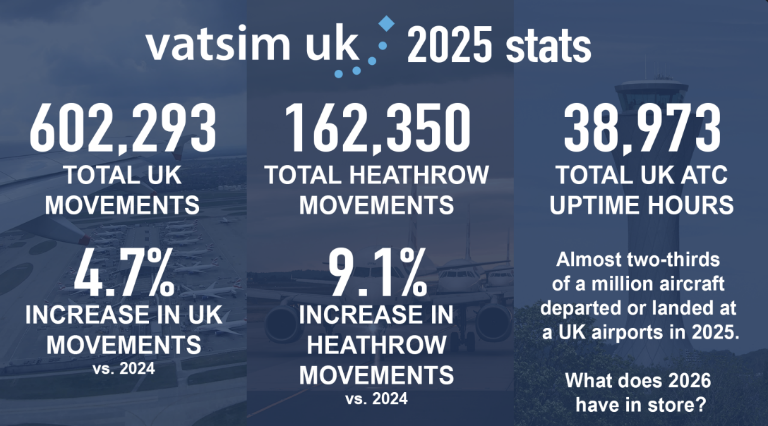 vatsim uk 2025 stats
602,293
TOTAL UK
MOVEMENTS
4.7%
INCREASE IN UK
MOVEMENTS
vs. 2024
162,350
TOTAL HEATHROW
MOVEMENTS
9.1%
INCREASE IN
HEATHROW
MOVEMENTS
vs. 2024
38,973
TOTAL UK ATC
UPTIME HOURS
Almost two-thirds
of a million aircraft
departed or landed at
a UK airports in 2025.
What does 2026
have in store?